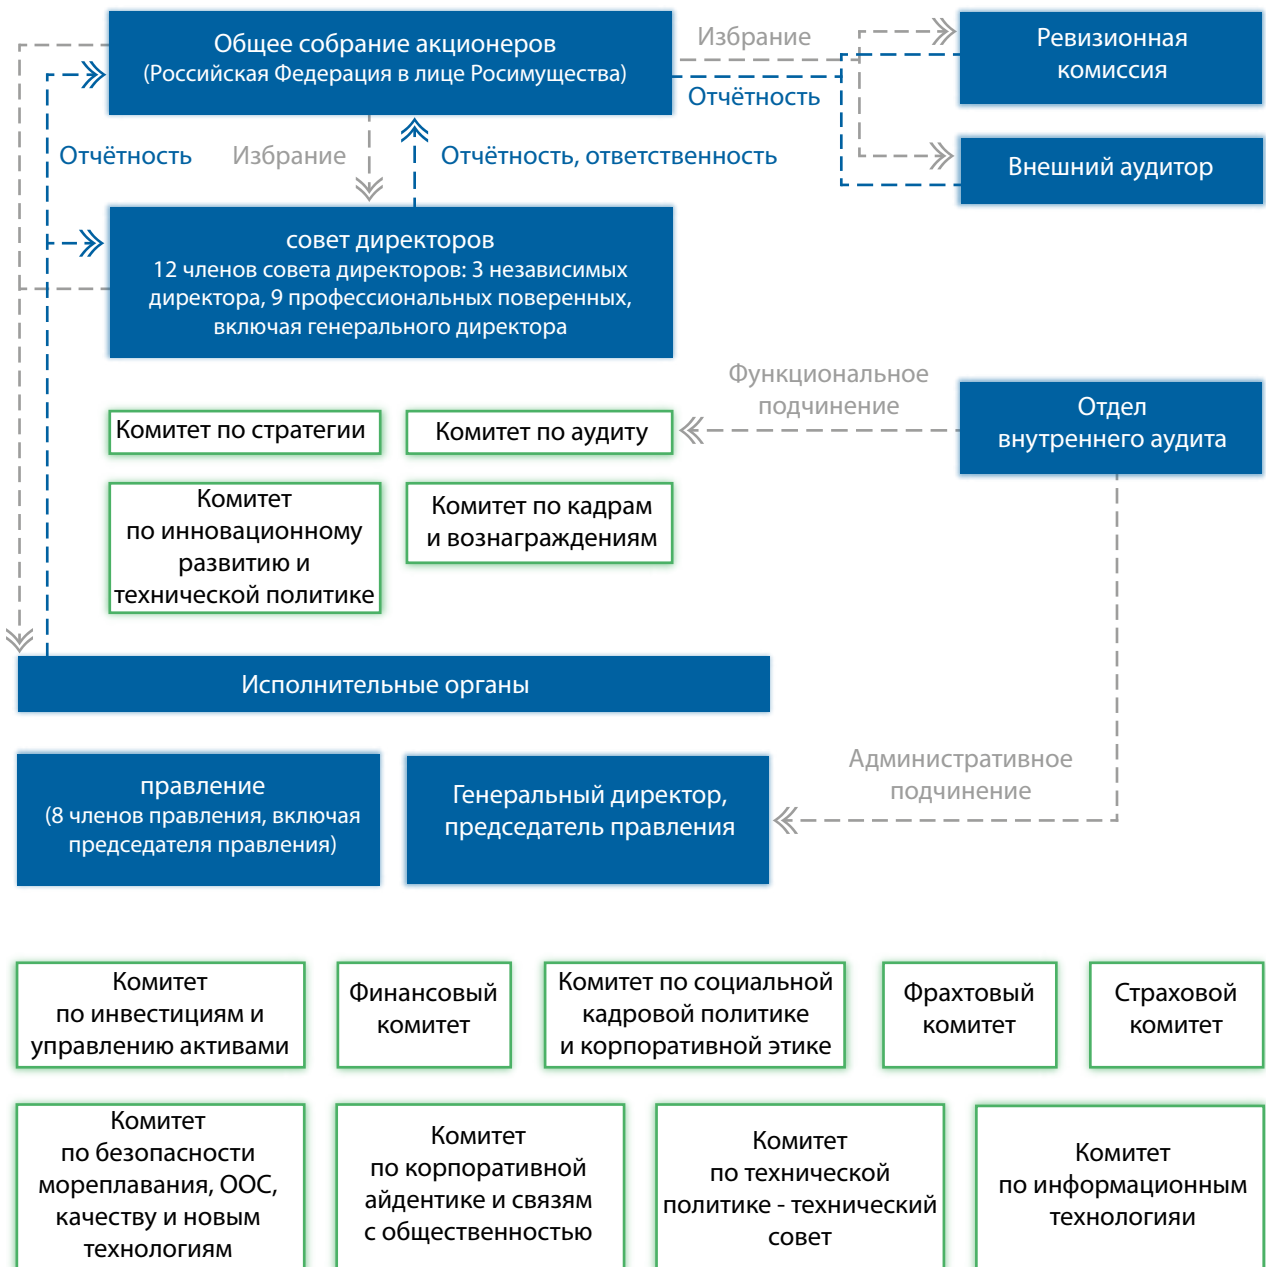 Общее собрание акционеров
(Российская Федерация в лице Росимущества)
Избрание
Отчётность
Ревизионная
комиссия
Внешний аудитор
Отчётность
Избрание
Отчётность, ответственность
совет директоров
12 членов совета директоров: 3 независимых
директора, 9 профессиональных поверенных,
включая генерального директора
Функциональное
подчинение
Отдел
внутреннего аудита
Комитет по стратегии
Комитет по аудиту
Комитет
по инновационному
развитию и
технической политике
Комитет по кадрам
и вознаграждениям
Исполнительные органы
правление
(8 членов правления, включая
председателя правления)
Генеральный директор,
председатель правления
Административное
подчинение
Комитет
по инвестициям и
управлению активами
Финансовый
комитет
Комитет по социальной
кадровой политике
и корпоративной этике
Фрахтовый
комитет
Страховой
комитет
Комитет
по безопасности
мореплавания, ООС,
качеству и новым
технологиям
Комитет
по корпоративной
айдентике и связям
с общественностью
Комитет
по технической
политике - технический
совет
Комитет
по информационным
технологияи